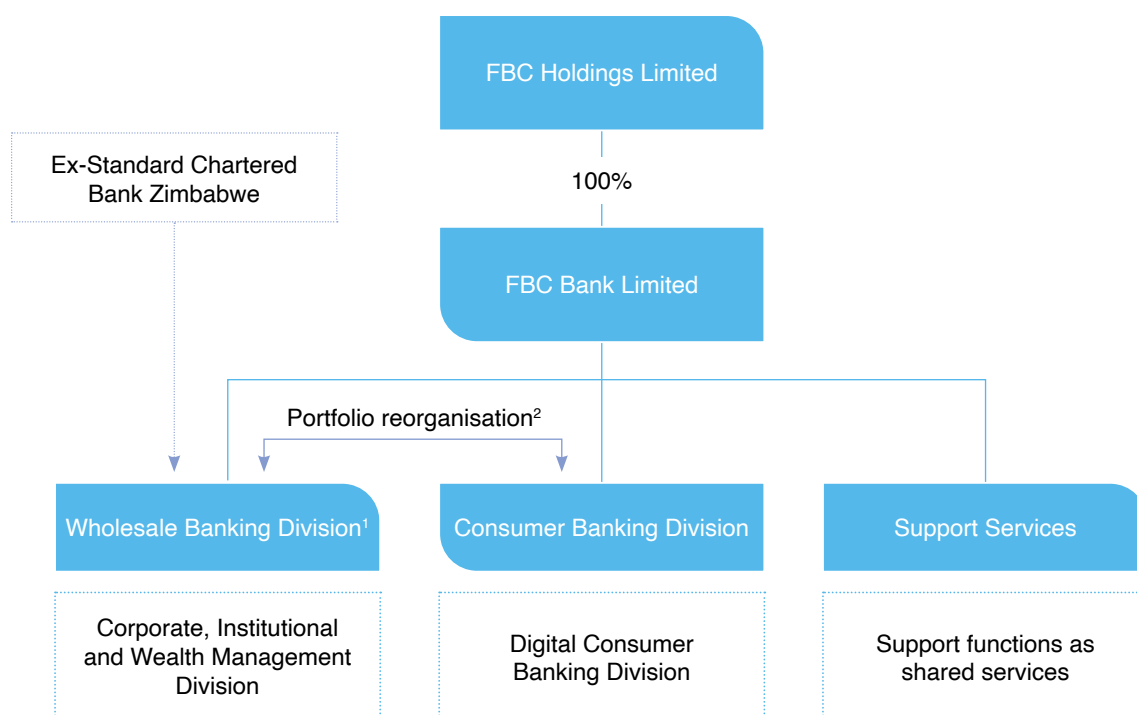 FBC Holdings Limited
Ex-Standard Chartered
Bank Zimbabwe
100%
FBC Bank Limited
Portfolio reorganisation²
Wholesale Banking Division¹
Consumer Banking Division
Support Services
Corporate, Institutional
and Wealth Management
Division
Digital Consumer
Banking Division
Support functions as
shared services